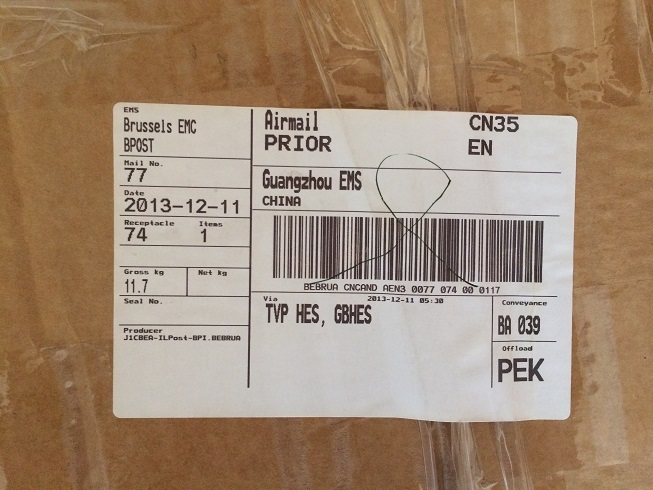 EMS
Brussels EMC
BPOST
Mail No.
77
Date
2013-12-11
Receptacle Items
74 1
Gross kg Net kg
11.7
Seal No.
Producer
J1CBEA-ILPost-BPI.BEBRUA
Airmail CN35
PRIOR EN
Guangzhou EMS
CHINA
BEBRUA CNCAND AEN3 0077 074 00 0117
2013-12-11 05:30
Via
TVP HES, GBHES
Conveyance
BA 039
Offload
PEK